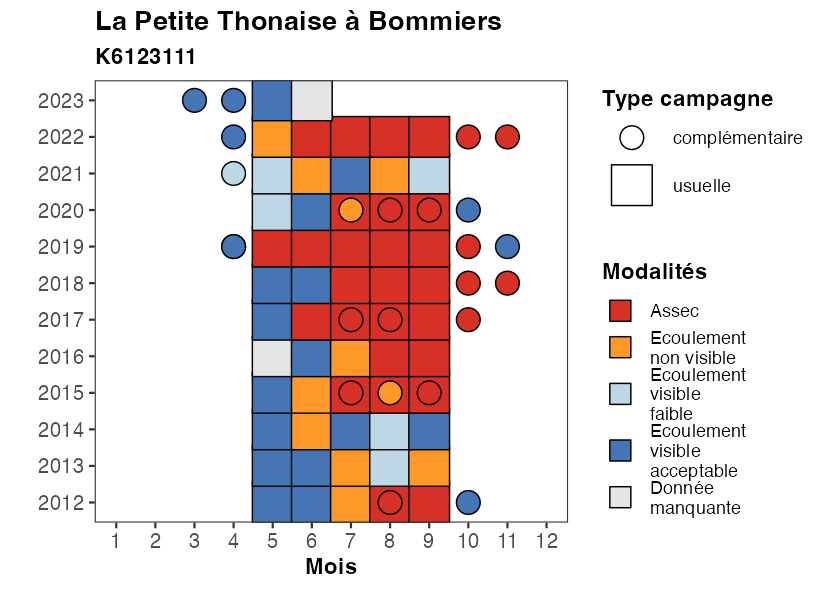 La Petite Thonaise à Bommiers
K6123111
2023
2022
2021
2020
2019
2018
2017
2016
2015
2014
2013
2012
1 2 3 4 5 6 7 8 9 10 11 12
Mois
Type campagne
complémentaire
usuelle
Modalités
Assec
Ecoulement
non visible
Ecoulement
visible
faible
Ecoulement
visible
acceptable
Donnée
manquante